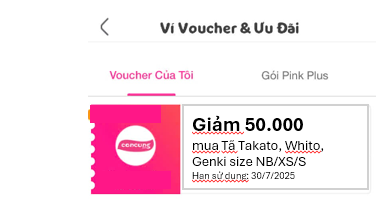 Ví Voucher & Ưu Đãi
Voucher Của Tôi
Gói Pink Plus
concung
Giảm 50.000
mua Tã Takato, Whito,
Genki size NB/XS/S
Hạn sử dụng: 30/7/2025